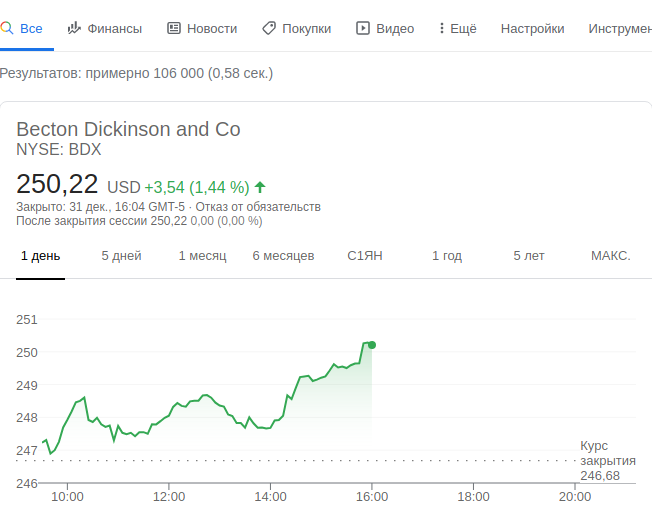 Все Финансы Новости Покупки Видео Ещё Настройки Инструмен
Результатов: примерно 106 000 (0,58 сек.)
Becton Dickinson and Co
NYSE: BDX
250,22 USD +3,54 (1,44 %)
Закрыто: 31 дек., 16:04 GMT-5 · Отказ от обязательств
После закрытия сессии 250,22 0,00 (0,00 %)
1 день 5 дней 1 месяц 6 месяцев С1ЯН 1 год 5 лет МАКС.
251
250
249
248
247
246
Курс
закрытия
246,68
10:00 12:00 14:00 16:00 18:00 20:00